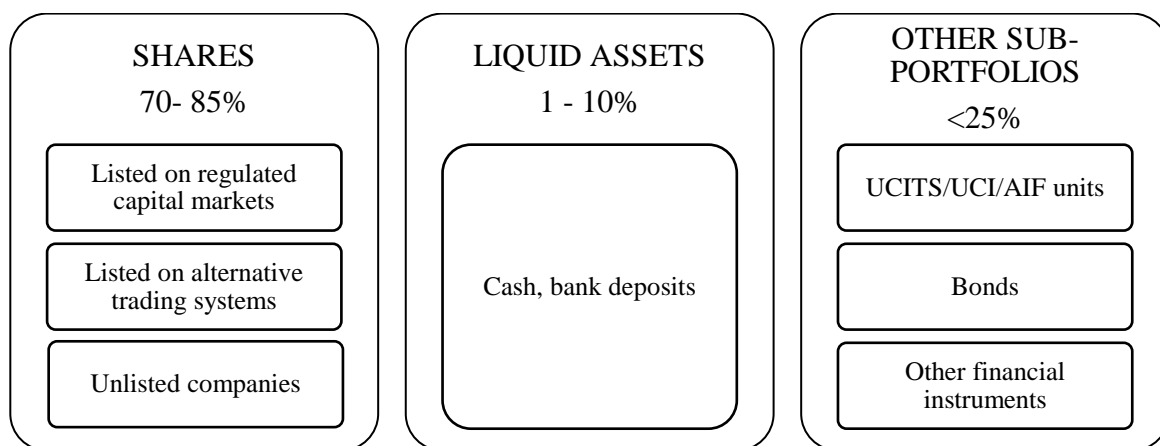 SHARES
70- 85%
Listed on regulated
capital markets
Listed on alternative
trading systems
Unlisted companies
LIQUID ASSETS
1 - 10%
Cash, bank deposits
OTHER SUB-
PORTFOLIOS
<25%
UCITS/UCI/AIF units
Bonds
Other financial
instruments